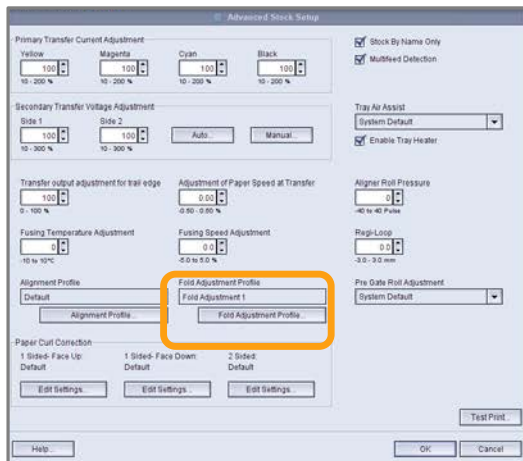 Advanced Stock Setup
Primary Transfer Current Adjustment
Yellow Magenta Cyan Black
100 100 100 100
10 - 200 % 10 - 200 % 10 - 200 % 10 - 200 %
Stock By Name Only
Multifeed Detection
Secondary Transfer Voltage Adjustment
Side 1 Side 2
100 100 Auto... Manual...
10 - 300 % 10 - 300 %
Tray Air Assist
System Default
Enable Tray Heater
Transfer output adjustment for trail edge Adjustment of Paper Speed at Transfer Aligner Roll Pressure
100 0.00 0
0 - 100 % -0.50 - 0.50 % -40 to 40 Pulse
Fusing Temperature Adjustment Fusing Speed Adjustment Regi-Loop
0 0.0 0.0
-10 to 10°C -5.0 to 5.0 % -3.0 - 3.0 mm
Alignment Profile Fold Adjustment Profile Pre Gate Roll Adjustment
Default Fold Adjustment 1 System Default
Alignment Profile... Fold Adjustment Profile...
Paper Curl Correction
1 Sided- Face Up: 1 Sided- Face Down: 2 Sided:
Default Default Default
Edit Settings... Edit Settings... Edit Settings...
Test Print...
Help... OK Cancel